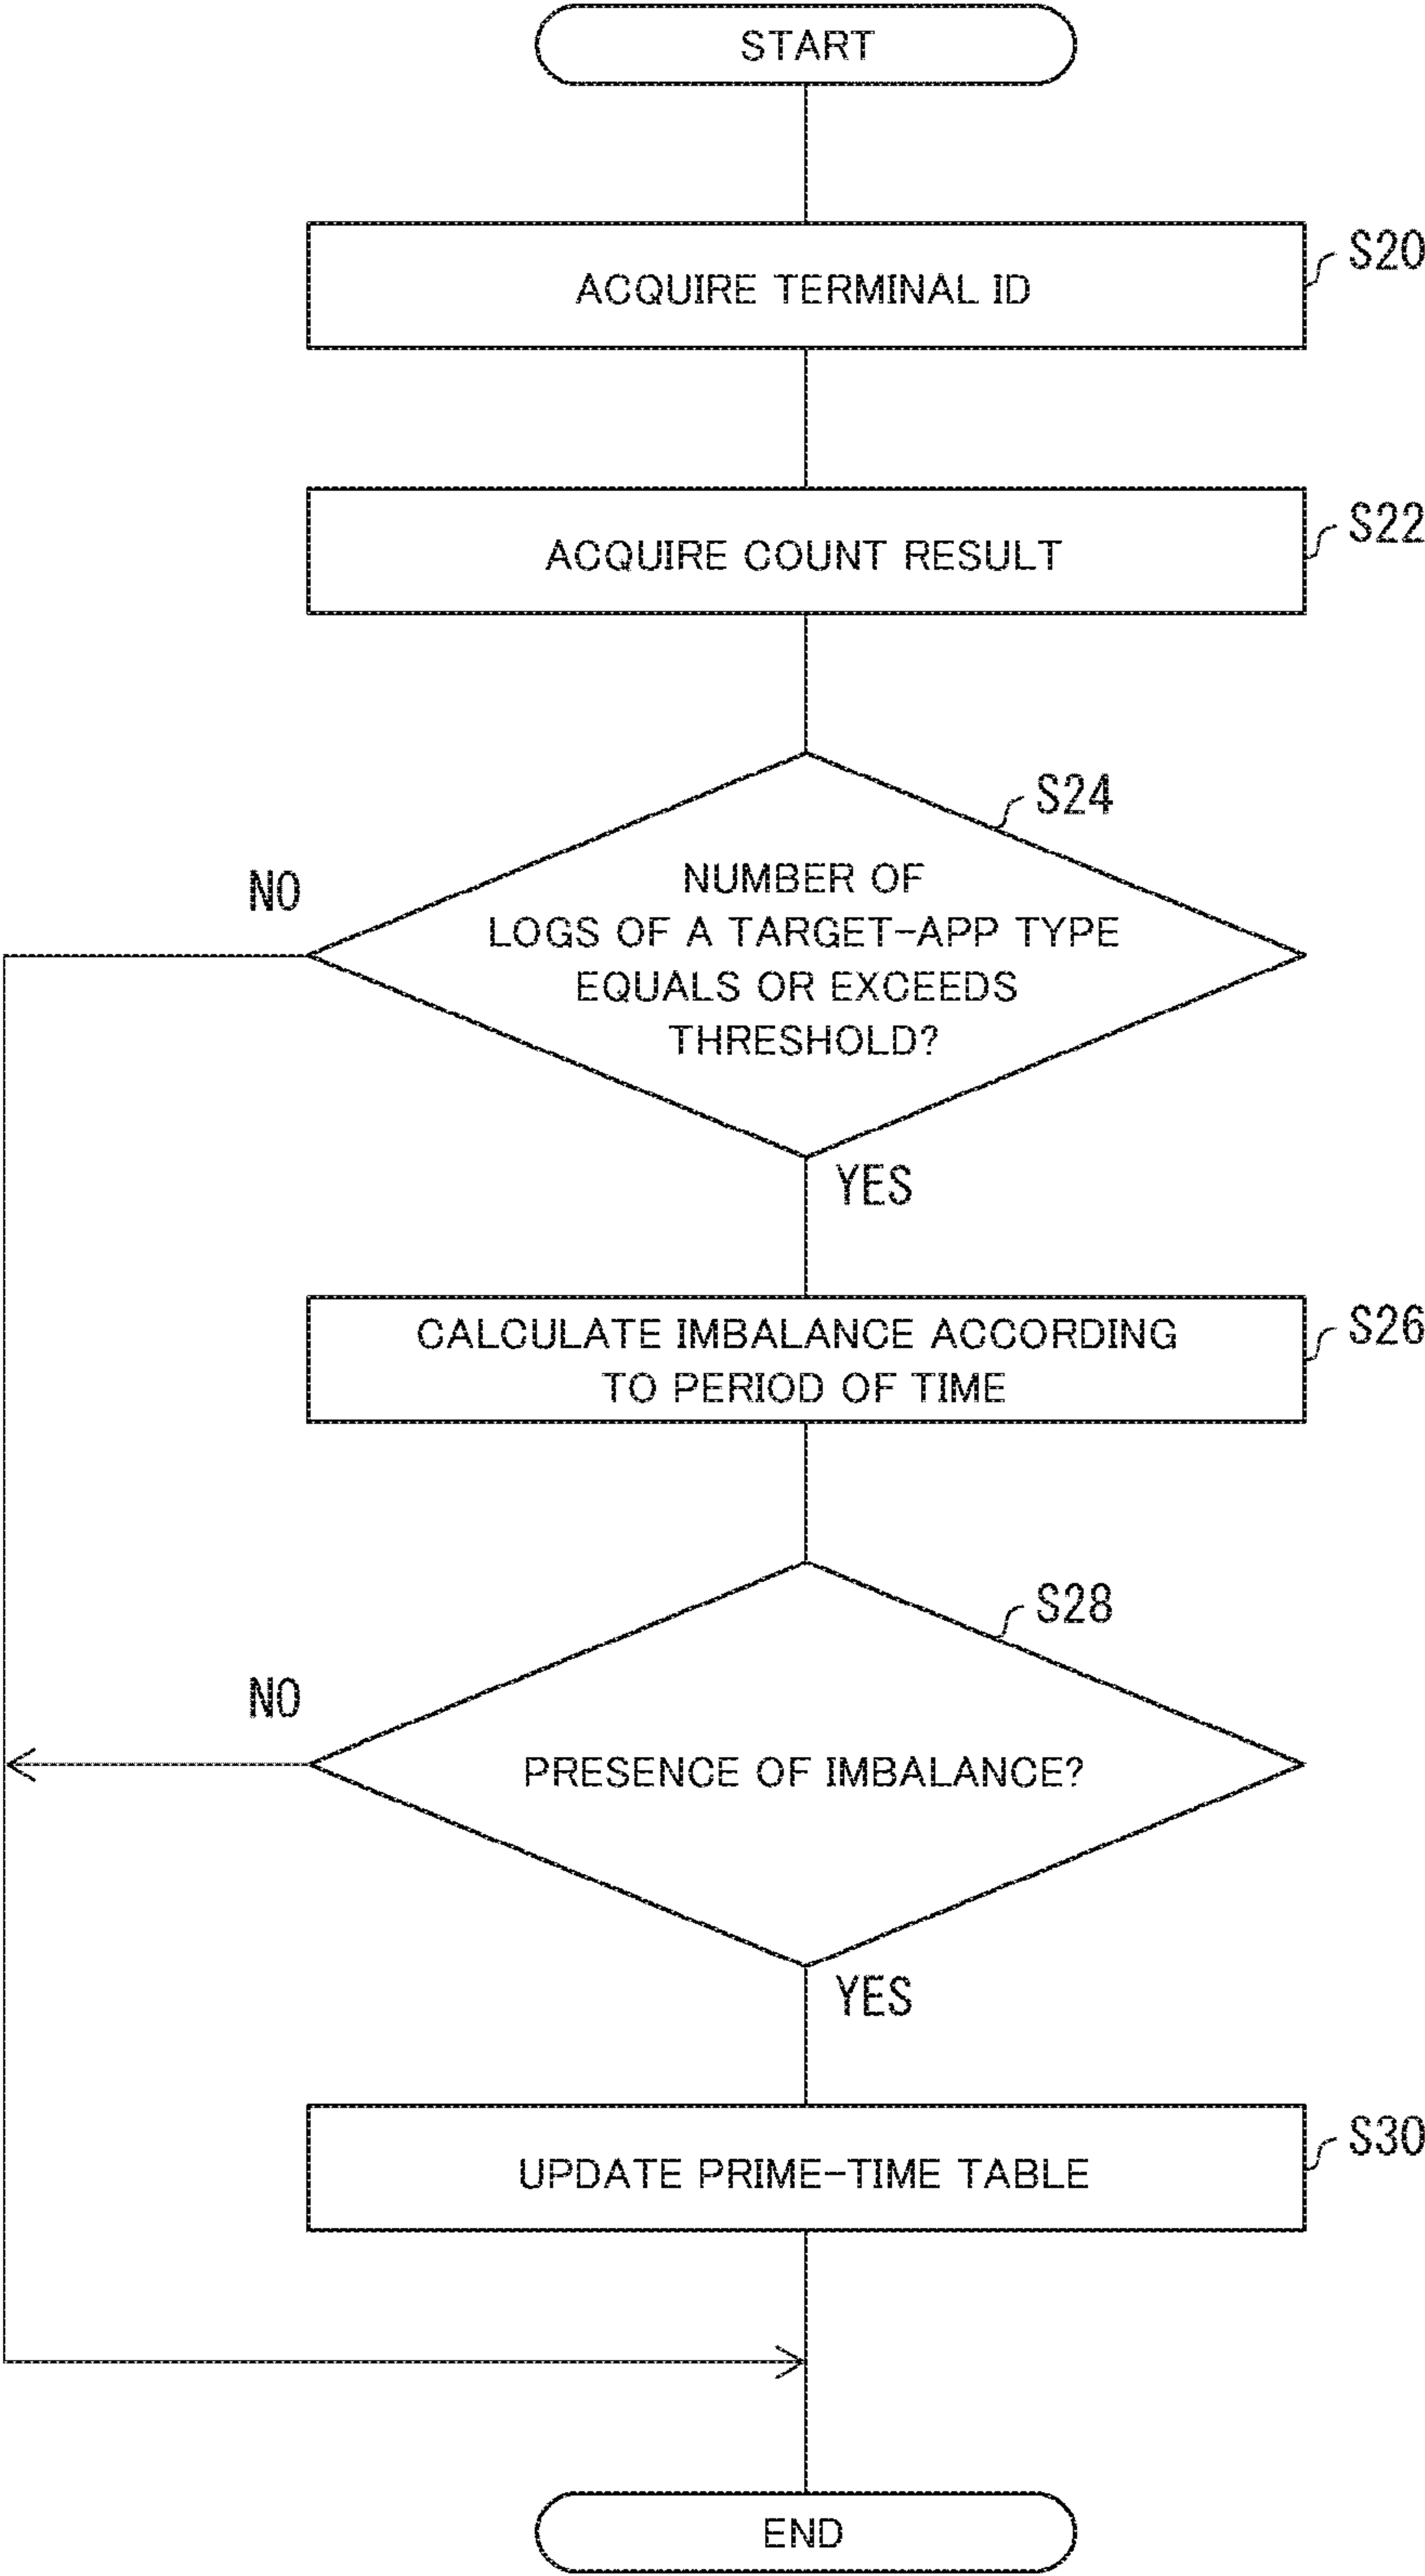 START
ACQUIRE TERMINAL ID
S20
ACQUIRE COUNT RESULT
S22
S24
NUMBER OF
LOGS OF A TARGET-APP TYPE
EQUALS OR EXCEEDS
THRESHOLD?
NO
YES
CALCULATE IMBALANCE ACCORDING
TO PERIOD OF TIME
S26
S28
PRESENCE OF IMBALANCE?
NO
YES
UPDATE PRIME-TIME TABLE
S30
END